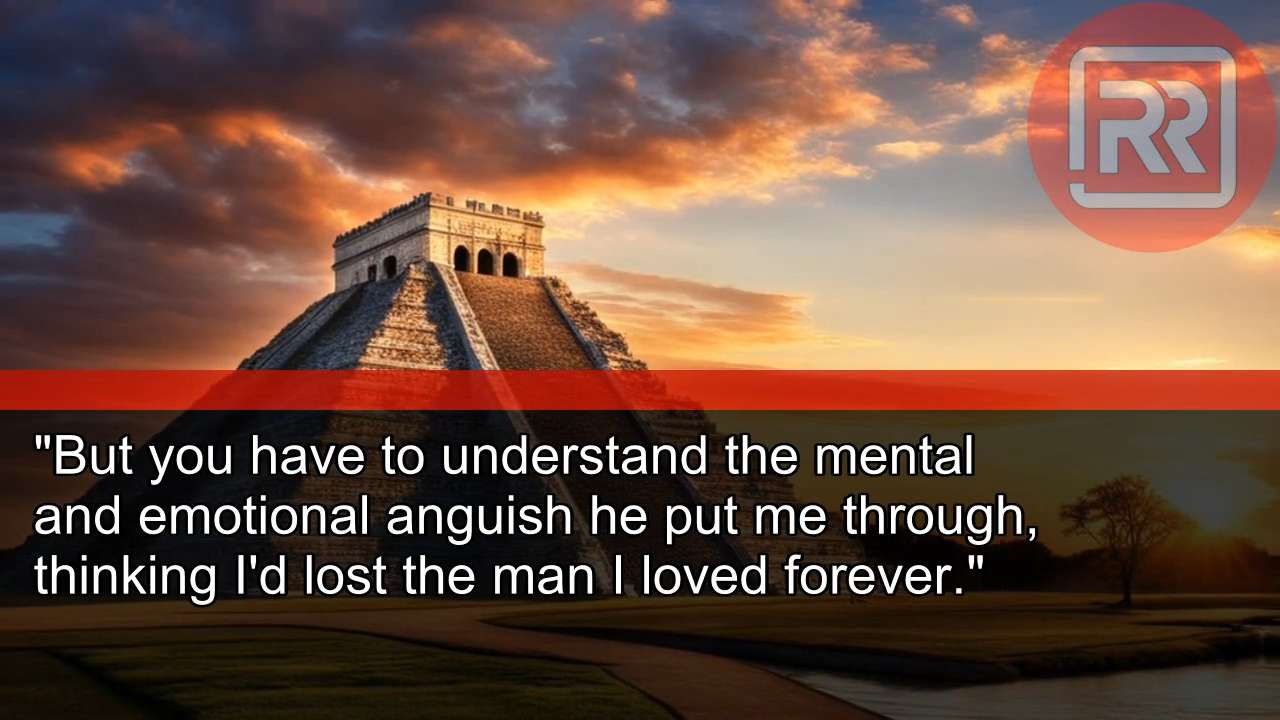 RR
"But you have to understand the mental
and emotional anguish he put me through,
thinking I'd lost the man I loved forever."